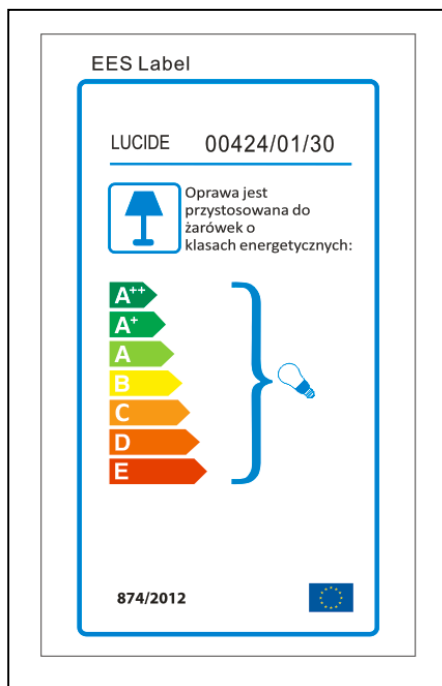 EES Label
LUCIDE 00424/01/30
Oprawa jest
przystosowana do
żarówek o
klasach energetycznych:
A++
A+
A
B
C
D
E
874/2012